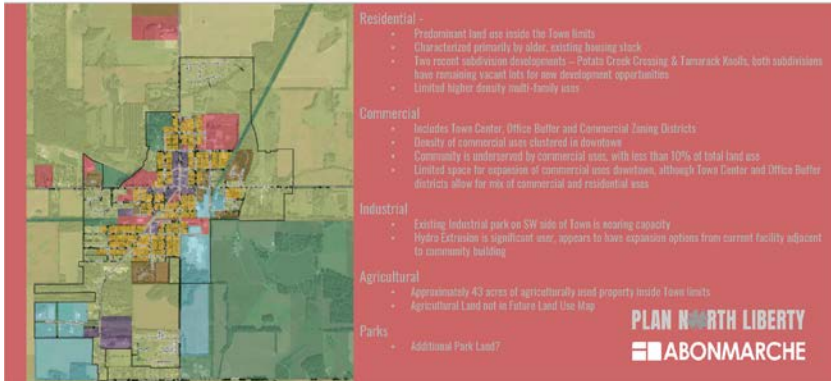 Residential -
• Predominant land use inside the Town limits
• Characterized primarily by older, existing housing stock
• Two recent subdivision developments – Potato Creek Crossing & Tamarack Knolls, both subdivisions
have remaining vacant lots for new development opportunities
• Limited higher density multi-family uses
Commercial
• Includes Town Center, Office Buffer and Commercial Zoning Districts
• Density of commercial uses clustered in downtown
• Community is underserved by commercial uses, with less than 10% of total land use
• Limited space for expansion of commercial uses downtown, although Town Center and Office Buffer
districts allow for mix of commercial and residential uses
Industrial
• Existing Industrial park on SW side of Town is nearing capacity
• Hydro Extrusion is significant user, appears to have expansion options from current facility adjacent
to community building
Agricultural
• Approximately 43 acres of agriculturally used property inside Town limits
• Agricultural Land not in Future Land Use Map
Parks
• Additional Park Land?
PLAN NORTH LIBERTY
ABONMARCHE